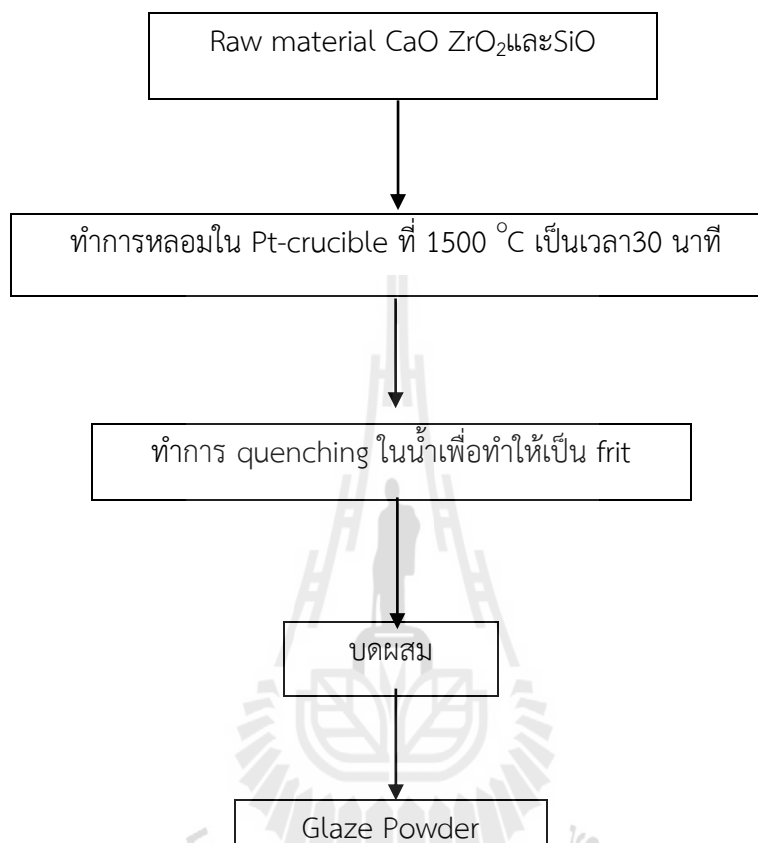 Raw material CaO ZrO₂และSiO
ทำการหลอมใน Pt-crucible ที่ 1500 °C เป็นเวลา30 นาที
ทำการ quenching ในน้ำเพื่อทำให้เป็น frit
บดผสม
Glaze Powder